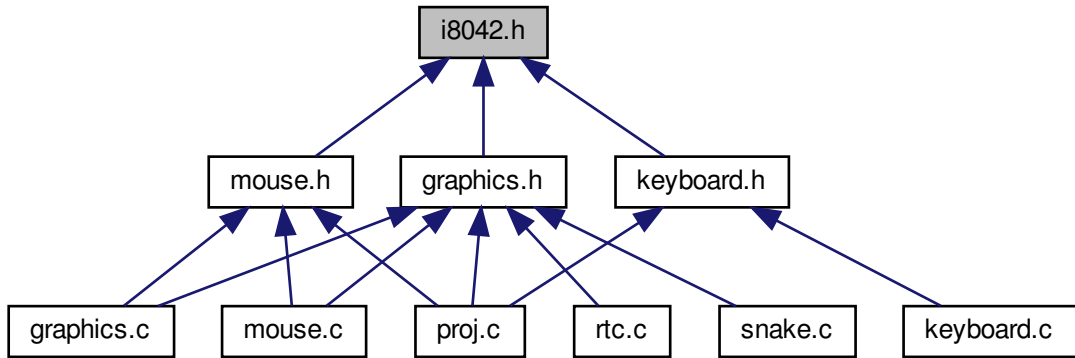 i8042.h
mouse.h
graphics.h
keyboard.h
graphics.c
mouse.c
proj.c
rtc.c
snake.c
keyboard.c